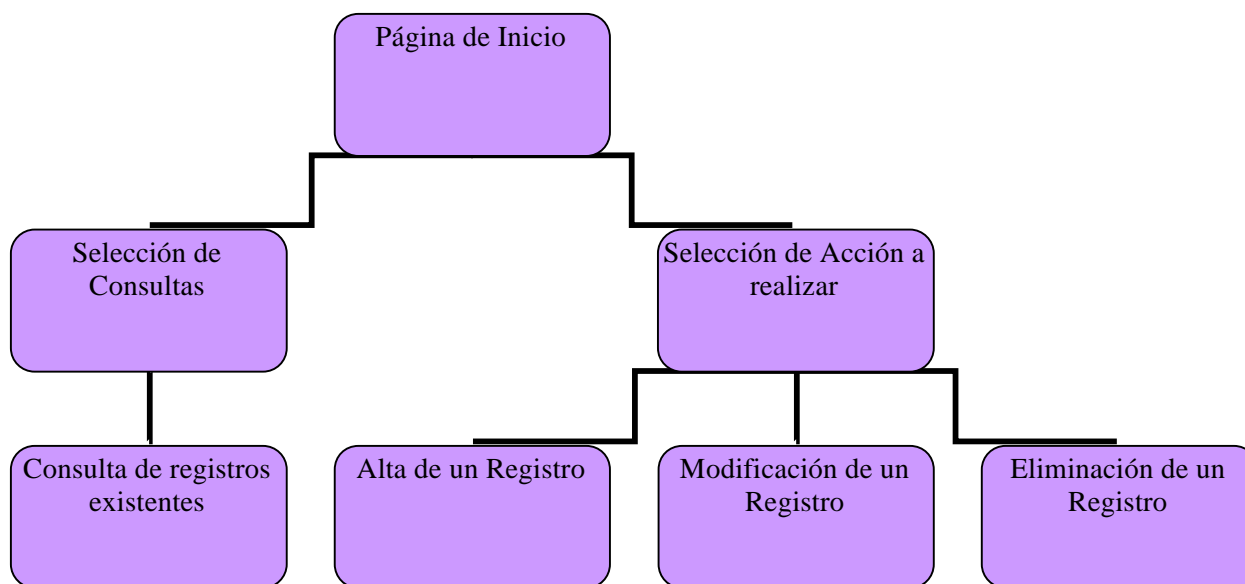 Página de Inicio
Selección de
Consultas
Selección de Acción a
realizar
Consulta de registros
existentes
Alta de un Registro
Modificación de un
Registro
Eliminación de un
Registro